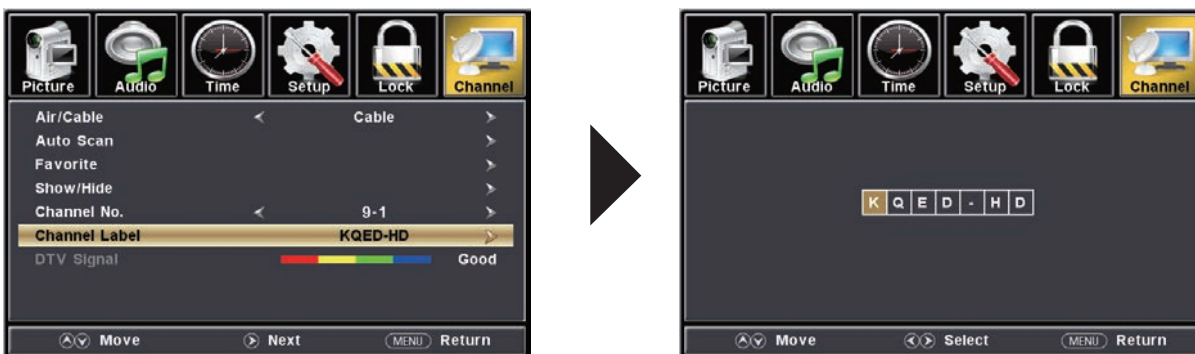 Picture Audio Time Setup Lock Channel
Air/Cable Cable
Auto Scan
Favorite
Show/Hide
Channel No. 9-1
Channel Label KQED-HD
DTV Signal Good
Move Next MENU Return
Picture Audio Time Setup Lock Channel
KQED-HD
Move Select MENU Return